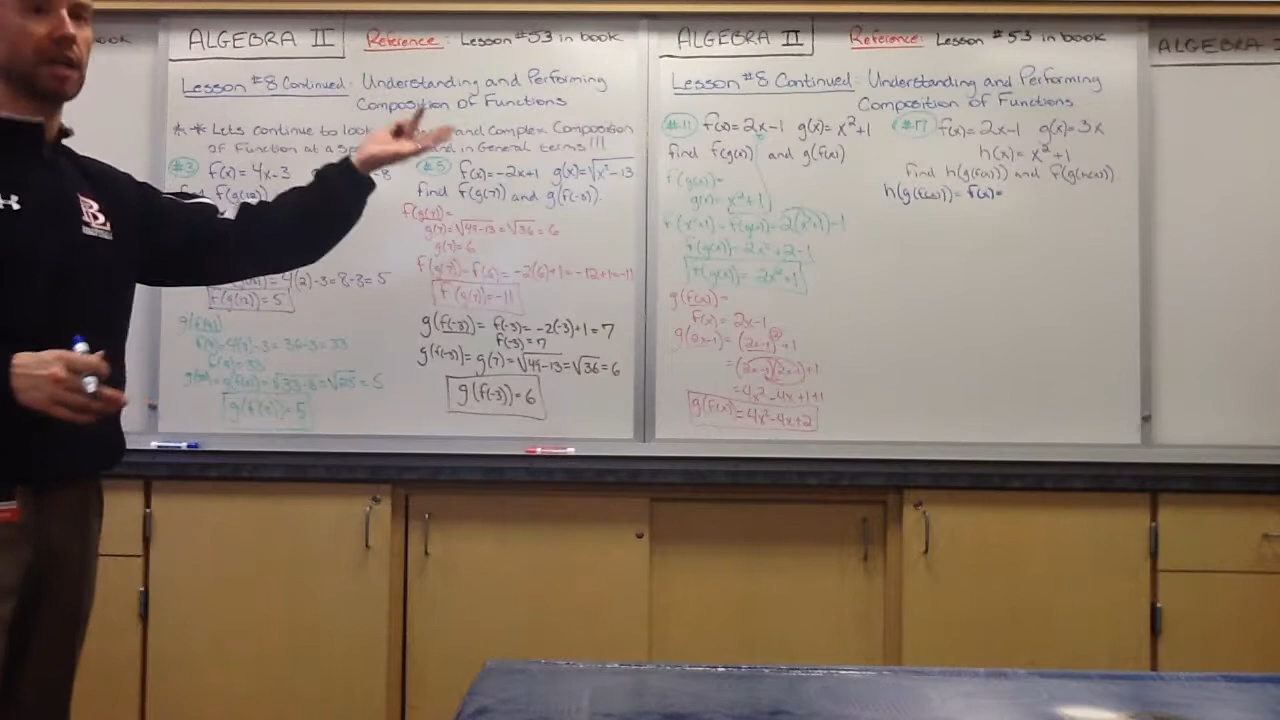 ook
ALGEBRA II Reference: Lesson #53 in book
Lesson #8 Continued: Understanding and Performing
Composition of Functions
** Lets continue to look and Complex Composition
of Function at a in General terms!!!
#3 f(x) = 4x-3
-8
f(g(12))
4(2)-3=8-3=5
f(g(12))=5
g(f(9))
4(9)-3=36-3=33
=√25=5
g(f(9))=5
#5 f(x)=-2x+1 g(x)=√x²-13
find f(g(7)) and g(f(-3)).
f(g(7))=
g(7)=√49-13=√36=6
g(7)=6
f(g(7))=f(6)=-2(6)+1=-12+1=-11
f(g(7))=-11
g(f(-3))= f(-3)=-2(-3)+1=7
f(-3)=7
g(f(-3))=g(7)=√49-13=√36=6
g(f(-3))=6
ALGEBRA II Reference: Lesson #53 in book
Lesson #8 Continued: Understanding and Performing
Composition of Functions
#11 f(x)=2x-1 g(x)=x²+1
find f(g(x)) and g(f(x))
f(g(x))=
g(x)=x²+1
f(x²+1)=f(g(x))=2(x²+1)-1
f(g(x))=2x²+2-1
f(g(x))=2x²+1
g(f(x))=
f(x)=2x-1
g(2x-1)=(2x-1)²+1
=(2x-1)(2x-1)+1
=4x²-4x+1+1
g(f(x))=4x²-4x+2
#17 f(x)=2x-1 g(x)=3x
h(x)=x²+1
Find h(g(f(x))) and f(g(h(x)))
h(g(f(x)))=f(x)=
ALGEBRA